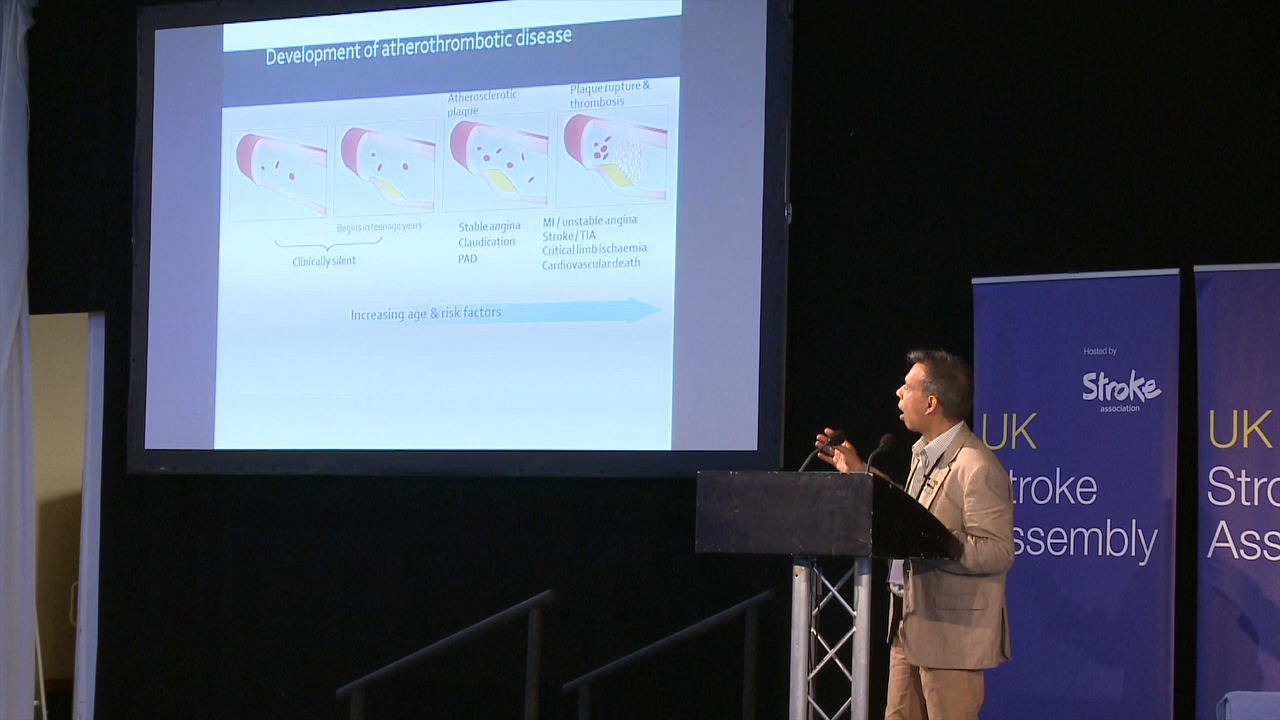 Development of atherothrombotic disease
Atherosclerotic
plaque
Plaque rupture &
thrombosis
Begins in teenage years
Clinically silent
Stable angina
Claudication
PAD
MI / unstable angina
Stroke / TIA
Critical limb ischaemia
Cardiovascular death
Increasing age & risk factors
Hosted by
Stroke
association
UK
troke
ssembly
UK
Stro
Ass